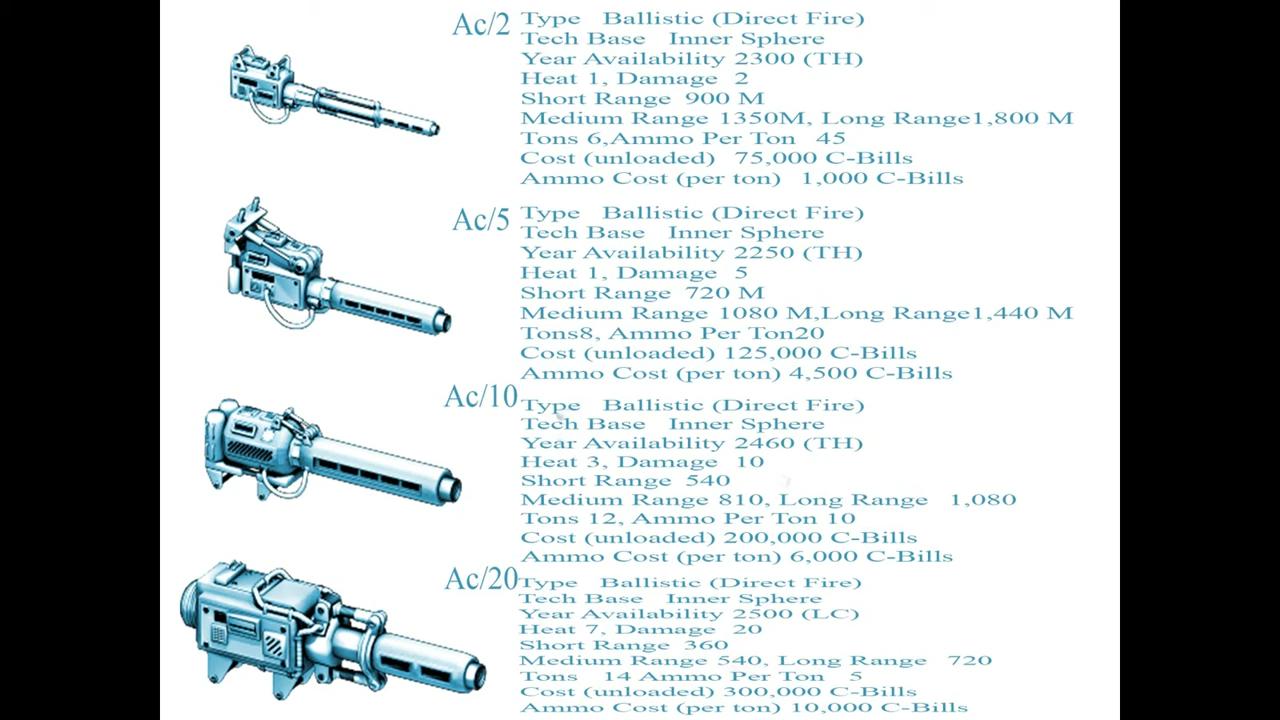 Ac/2
Type Ballistic (Direct Fire)
Tech Base Inner Sphere
Year Availability 2300 (TH)
Heat 1, Damage 2
Short Range 900 M
Medium Range 1350M, Long Range1,800 M
Tons 6,Ammo Per Ton 45
Cost (unloaded) 75,000 C-Bills
Ammo Cost (per ton) 1,000 C-Bills
Ac/5
Type Ballistic (Direct Fire)
Tech Base Inner Sphere
Year Availability 2250 (TH)
Heat 1, Damage 5
Short Range 720 M
Medium Range 1080 M,Long Range1,440 M
Tons8, Ammo Per Ton20
Cost (unloaded) 125,000 C-Bills
Ammo Cost (per ton) 4,500 C-Bills
Ac/10
Type Ballistic (Direct Fire)
Tech Base Inner Sphere
Year Availability 2460 (TH)
Heat 3, Damage 10
Short Range 540
Medium Range 810, Long Range 1,080
Tons 12, Ammo Per Ton 10
Cost (unloaded) 200,000 C-Bills
Ammo Cost (per ton) 6,000 C-Bills
Ac/20
Type Ballistic (Direct Fire)
Tech Base Inner Sphere
Year Availability 2500 (LC)
Heat 7, Damage 20
Short Range 360
Medium Range 540, Long Range 720
Tons 14 Ammo Per Ton 5
Cost (unloaded) 300,000 C-Bills
Ammo Cost (per ton) 10,000 C-Bills